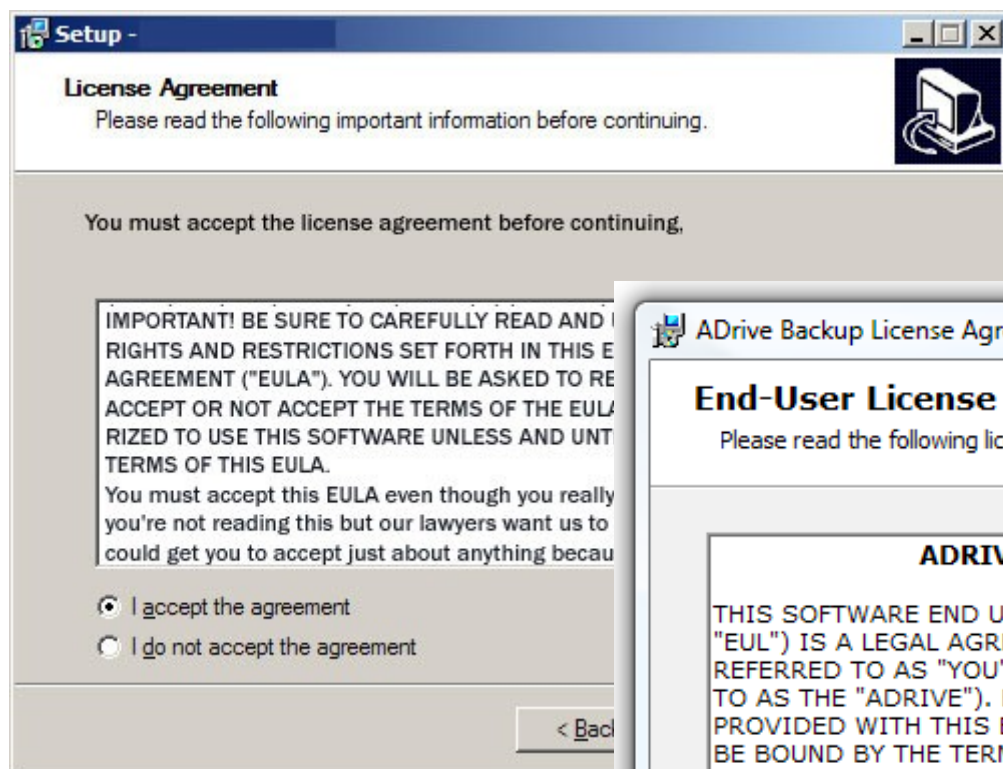 Setup -
License Agreement
Please read the following important information before continuing.
You must accept the license agreement before continuing,
IMPORTANT! BE SURE TO CAREFULLY READ AND
RIGHTS AND RESTRICTIONS SET FORTH IN THIS E
AGREEMENT ("EULA"). YOU WILL BE ASKED TO RE
ACCEPT OR NOT ACCEPT THE TERMS OF THE EULA
RIZED TO USE THIS SOFTWARE UNLESS AND UNT
TERMS OF THIS EULA.
You must accept this EULA even though you really
you're not reading this but our lawyers want us to
could get you to accept just about anything becau
I accept the agreement
I do not accept the agreement
< Bac
ADrive Backup License Agr
End-User License
Please read the following lic
ADRIV
THIS SOFTWARE END U
"EUL") IS A LEGAL AGRE
REFERRED TO AS "YOU"
TO AS THE "ADRIVE").
PROVIDED WITH THIS E
BE BOUND BY THE TERM